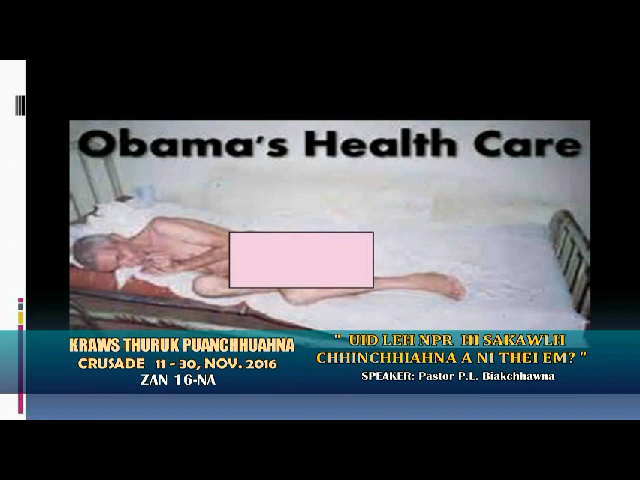 Obama's Health Care
KRAWS THURUK PUANCHHUAHNA
CRUSADE 11 - 30, NOV. 2016
ZAN 16-NA
" UID LEH NPR HI SAKAWLH
CHHINCHHIAHNA A NI THEI EM? "
SPEAKER: Pastor P.L. Biakchhawna